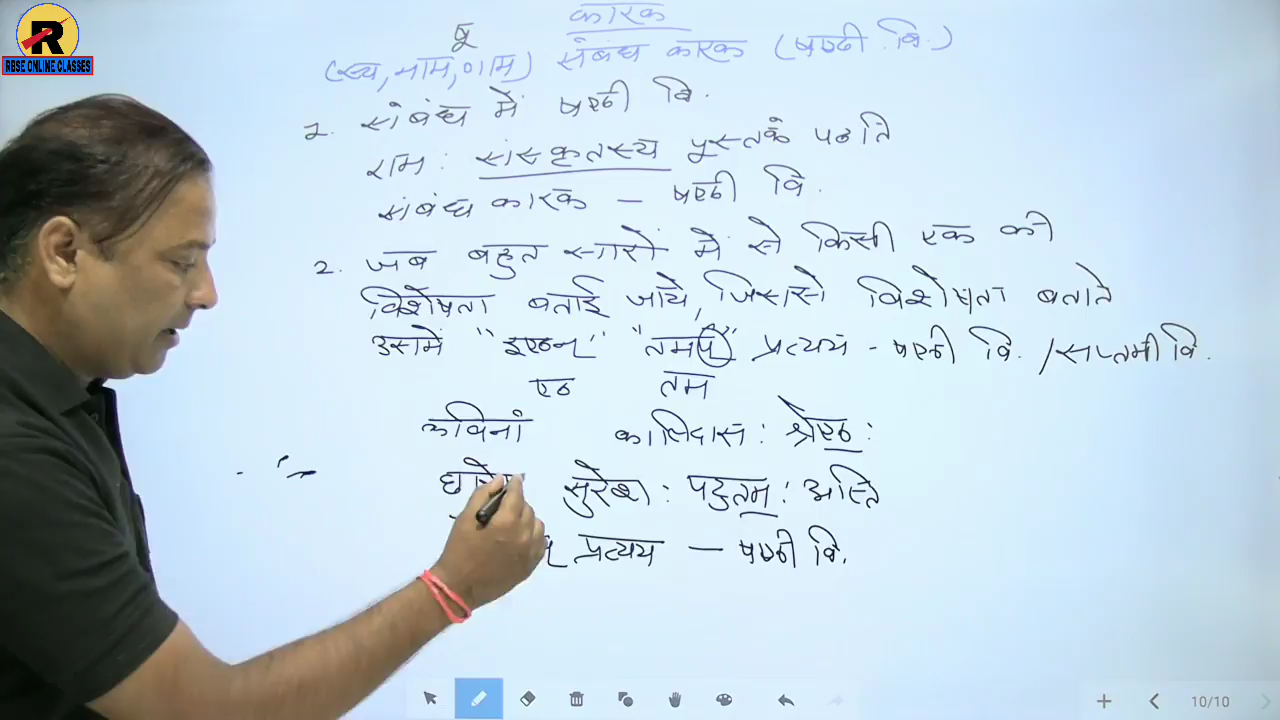 RBSE ONLINE CLASSES
कारक
(स्य, नाम, णाम) संबंध कारक (षष्ठी वि.)
1. संबंध में षष्ठी वि.
राम: संस्कृतस्य पुस्तकं पठति
संबंध कारक - षष्ठी वि.
2. जब बहुत सारों में से किसी एक की
विशेषता बताई जाये, जिससे विशेषता बताते
उसमें "इष्ठन्" "तमप्" प्रत्यय - षष्ठी वि. / सप्तमी वि.
ष्ठ तम
कविनां कालिदास: श्रेष्ठ:
सुरेश: पटुतम: अस्ति
प्रत्यय - षष्ठी वि.
10/10